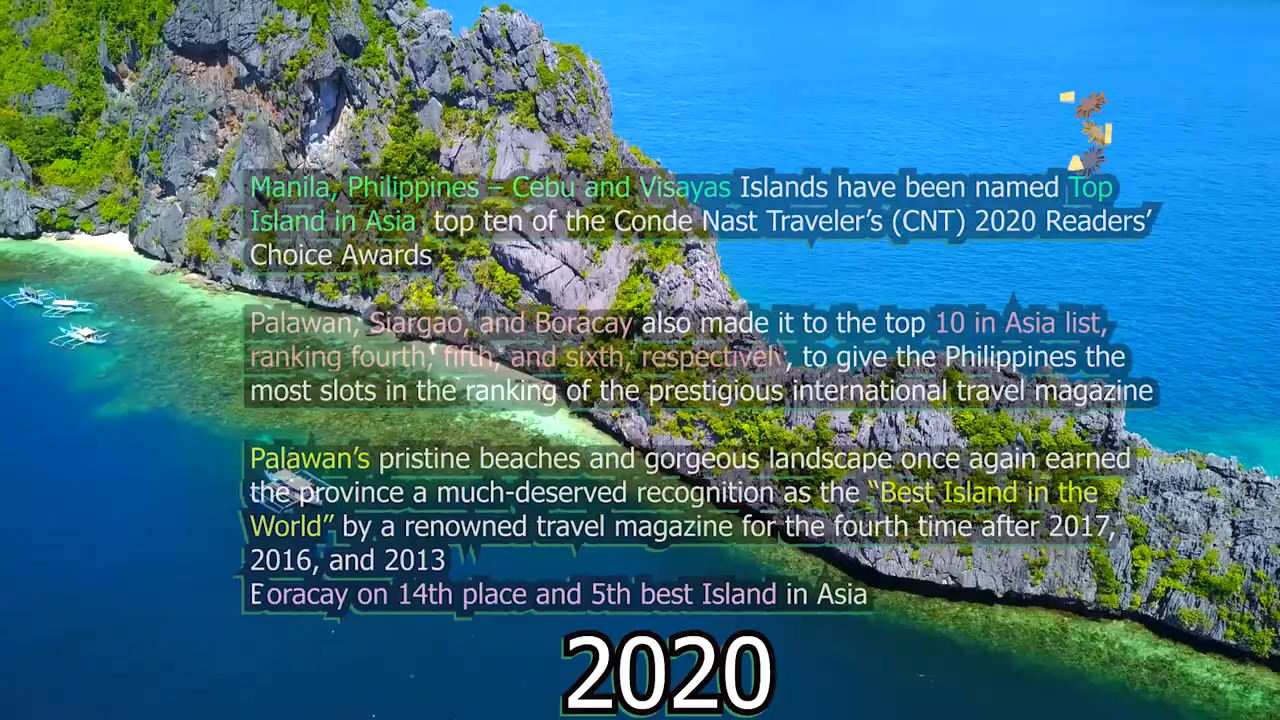 Manila, Philippines – Cebu and Visayas Islands have been named Top
Island in Asia, top ten of the Conde Nast Traveler’s (CNT) 2020 Readers’
Choice Awards
Palawan, Siargao, and Boracay also made it to the top 10 in Asia list,
ranking fourth, fifth, and sixth, respectively, to give the Philippines the
most slots in the ranking of the prestigious international travel magazine
Palawan’s pristine beaches and gorgeous landscape once again earned
the province a much-deserved recognition as the “Best Island in the
World” by a renowned travel magazine for the fourth time after 2017,
2016, and 2013
Boracay on 14th place and 5th best Island in Asia
2020